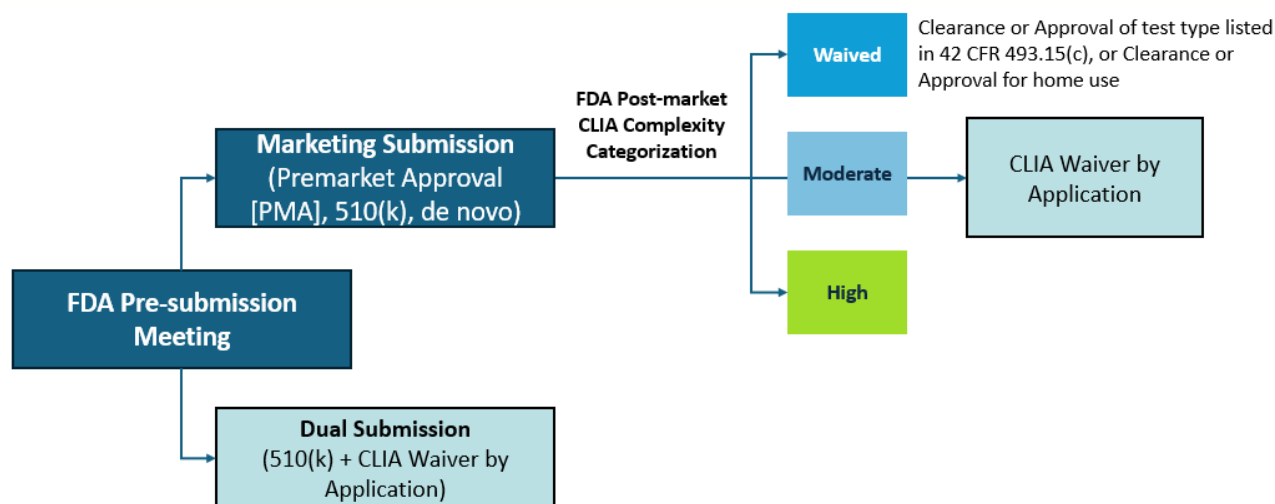 Waived
Clearance or Approval of test type listed
in 42 CFR 493.15(c), or Clearance or
Approval for home use
FDA Post-market
CLIA Complexity
Categorization
Marketing Submission
(Premarket Approval
[PMA], 510(k), de novo)
Moderate
CLIA Waiver by
Application
High
FDA Pre-submission
Meeting
Dual Submission
(510(k) + CLIA Waiver by
Application)